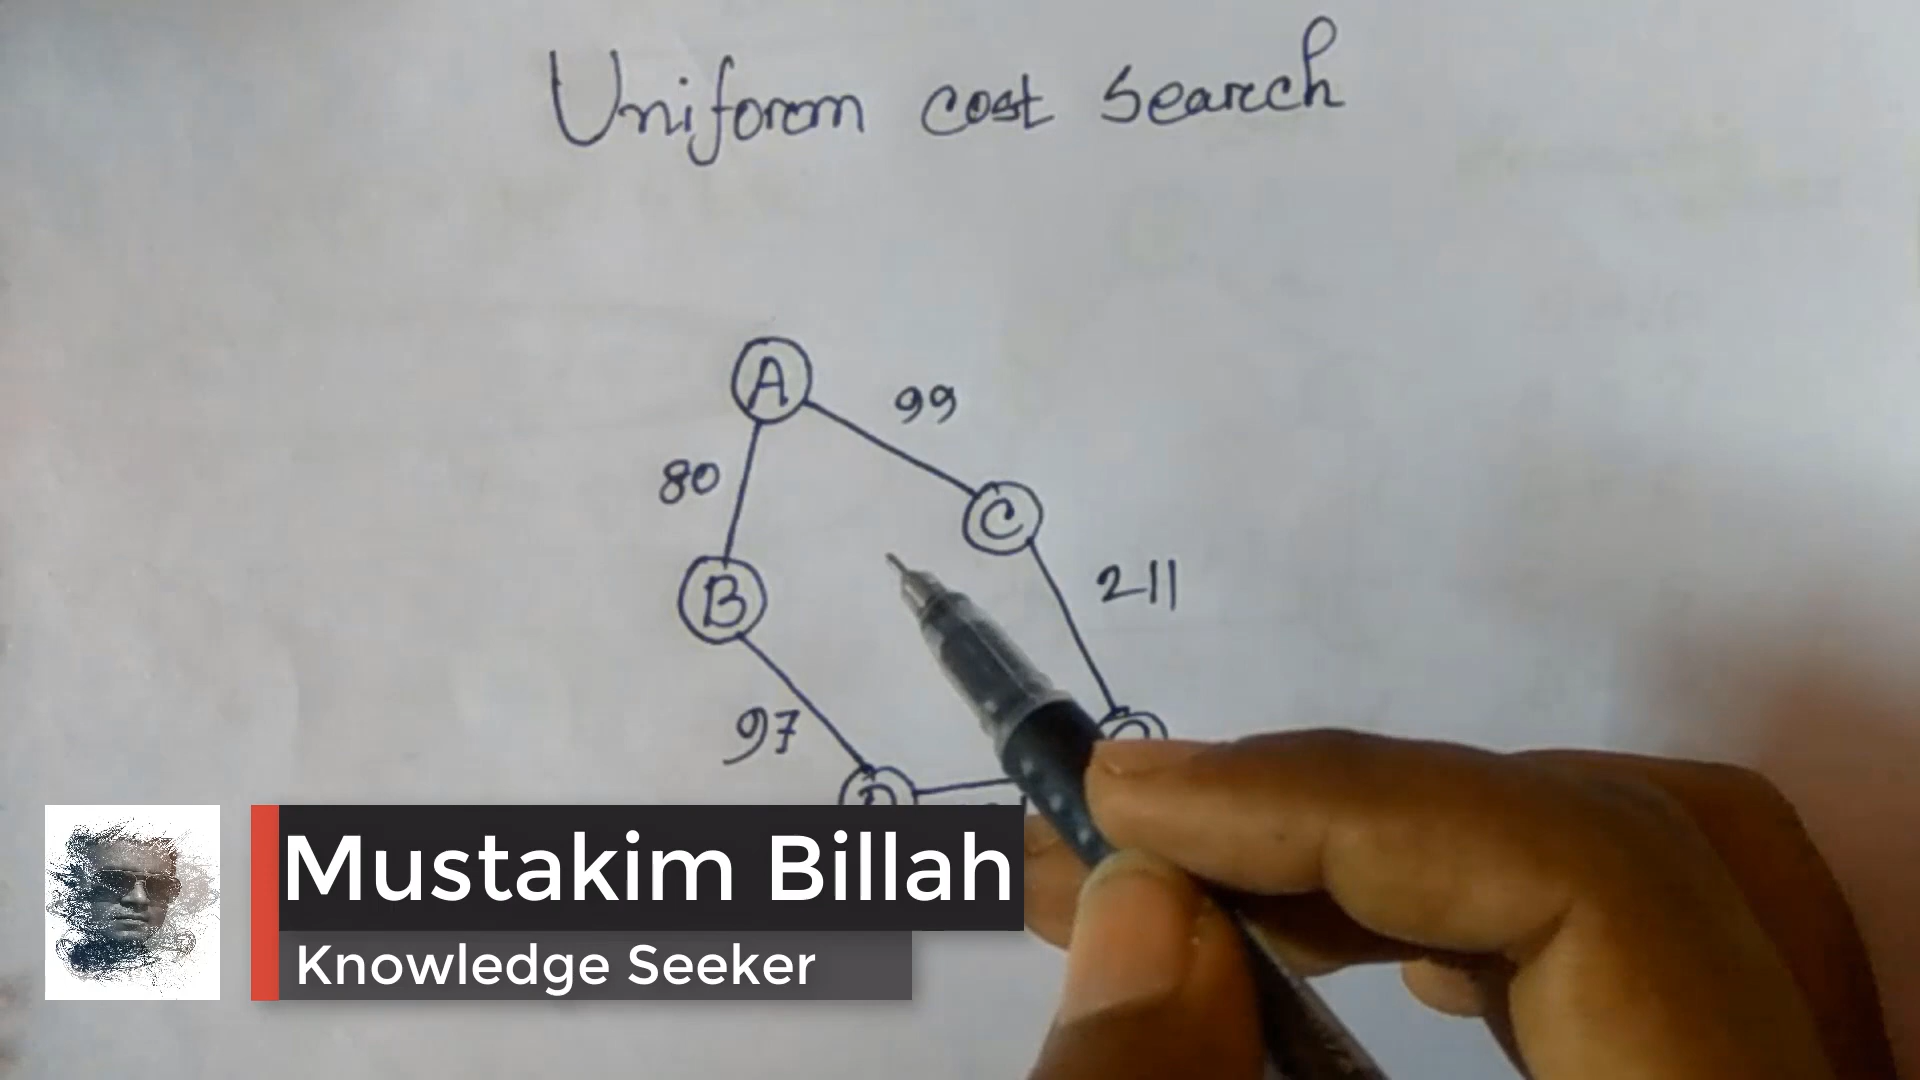 Uniform cost search
A
99
80
C
B
211
97
D
Mustakim Billah
Knowledge Seeker